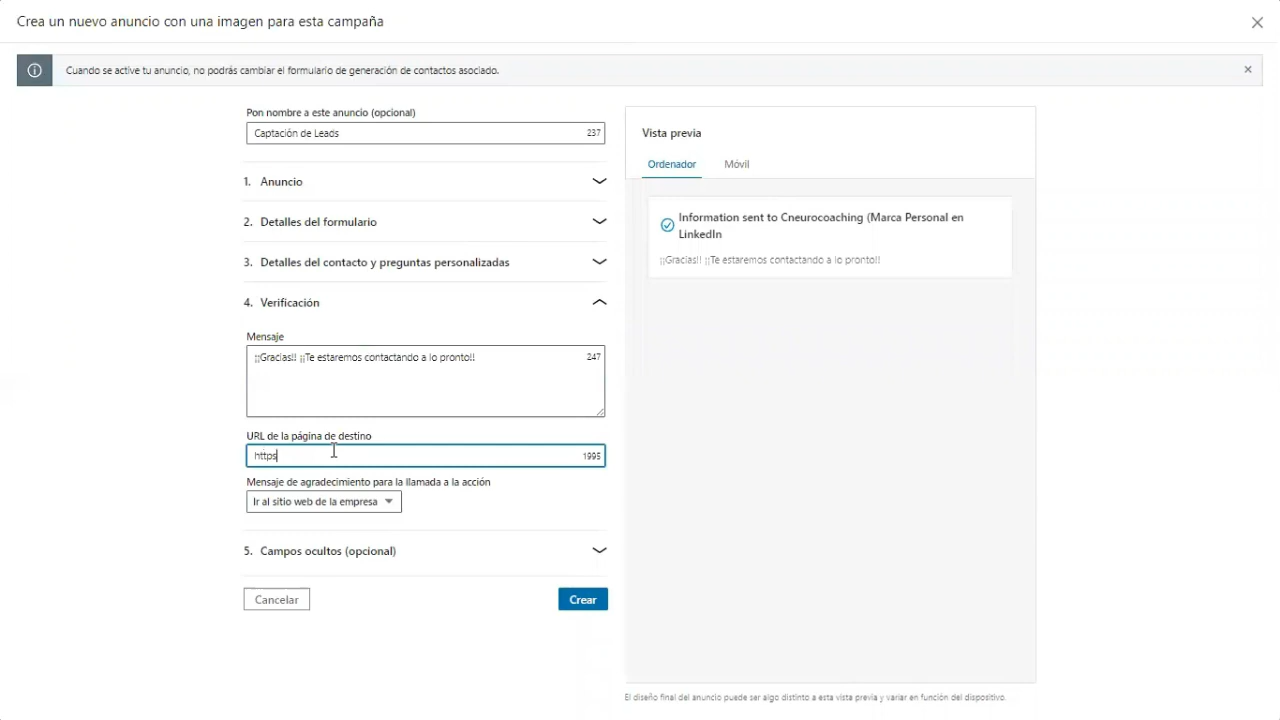 Crea un nuevo anuncio con una imagen para esta campaña
Cuando se active tu anuncio, no podrás cambiar el formulario de generación de contactos asociado.
Pon nombre a este anuncio (opcional)
Captación de Leads 237
1. Anuncio
2. Detalles del formulario
3. Detalles del contacto y preguntas personalizadas
4. Verificación
Mensaje
¡¡Gracias!! ¡¡Te estaremos contactando a lo pronto!! 247
URL de la página de destino
https 1995
Mensaje de agradecimiento para la llamada a la acción
Ir al sitio web de la empresa
5. Campos ocultos (opcional)
Cancelar
Crear
Vista previa
Ordenador Móvil
Information sent to Cneurocoaching (Marca Personal en
LinkedIn
¡¡Gracias!! ¡¡Te estaremos contactando a lo pronto!!
El diseño final del anuncio puede ser algo distinto a esta vista previa y variar en función del dispositivo.